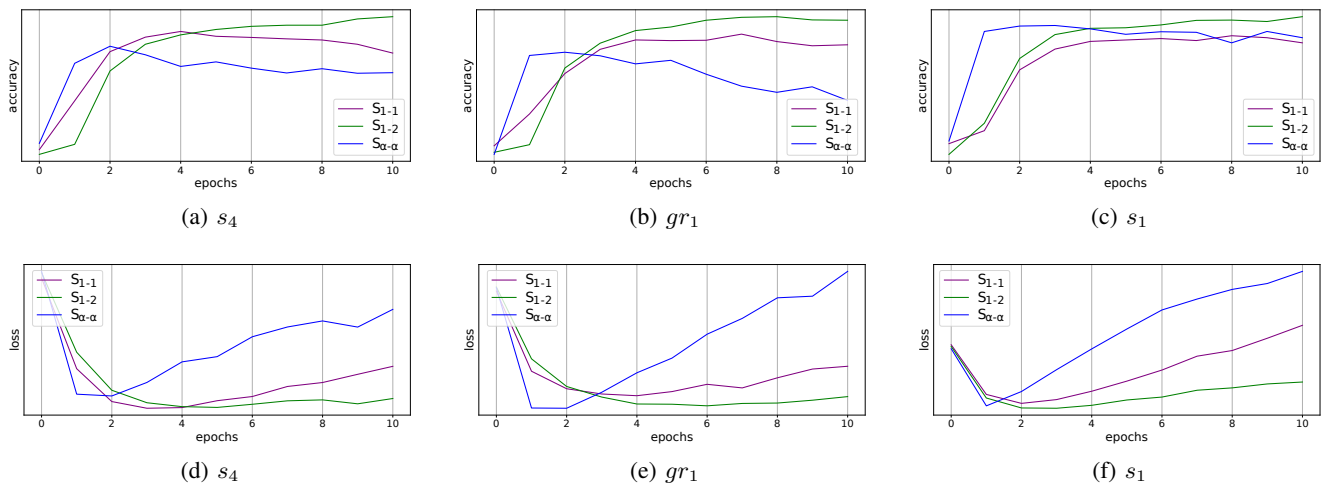 accuracy
S1-1
S1-2
Sα-α
0 2 4 6 8 10
epochs
(a) s4
accuracy
S1-1
S1-2
Sα-α
0 2 4 6 8 10
epochs
(b) gr1
accuracy
S1-1
S1-2
Sα-α
0 2 4 6 8 10
epochs
(c) s1
loss
S1-1
S1-2
Sα-α
0 2 4 6 8 10
epochs
(d) s4
loss
S1-1
S1-2
Sα-α
0 2 4 6 8 10
epochs
(e) gr1
loss
S1-1
S1-2
Sα-α
0 2 4 6 8 10
epochs
(f) s1